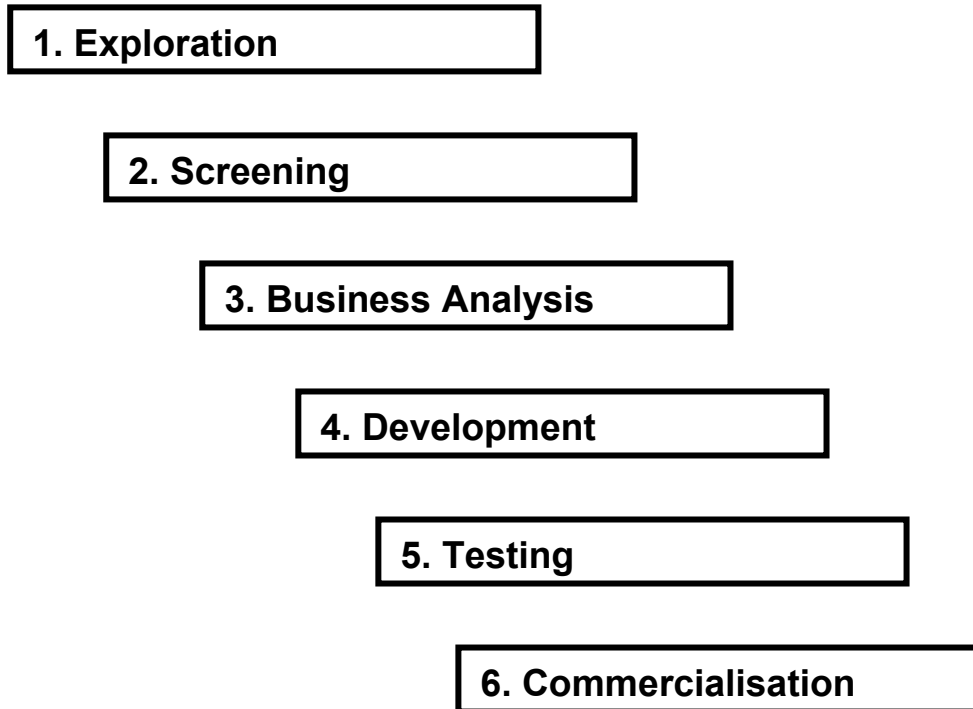 1. Exploration
2. Screening
3. Business Analysis
4. Development
5. Testing
6. Commercialisation